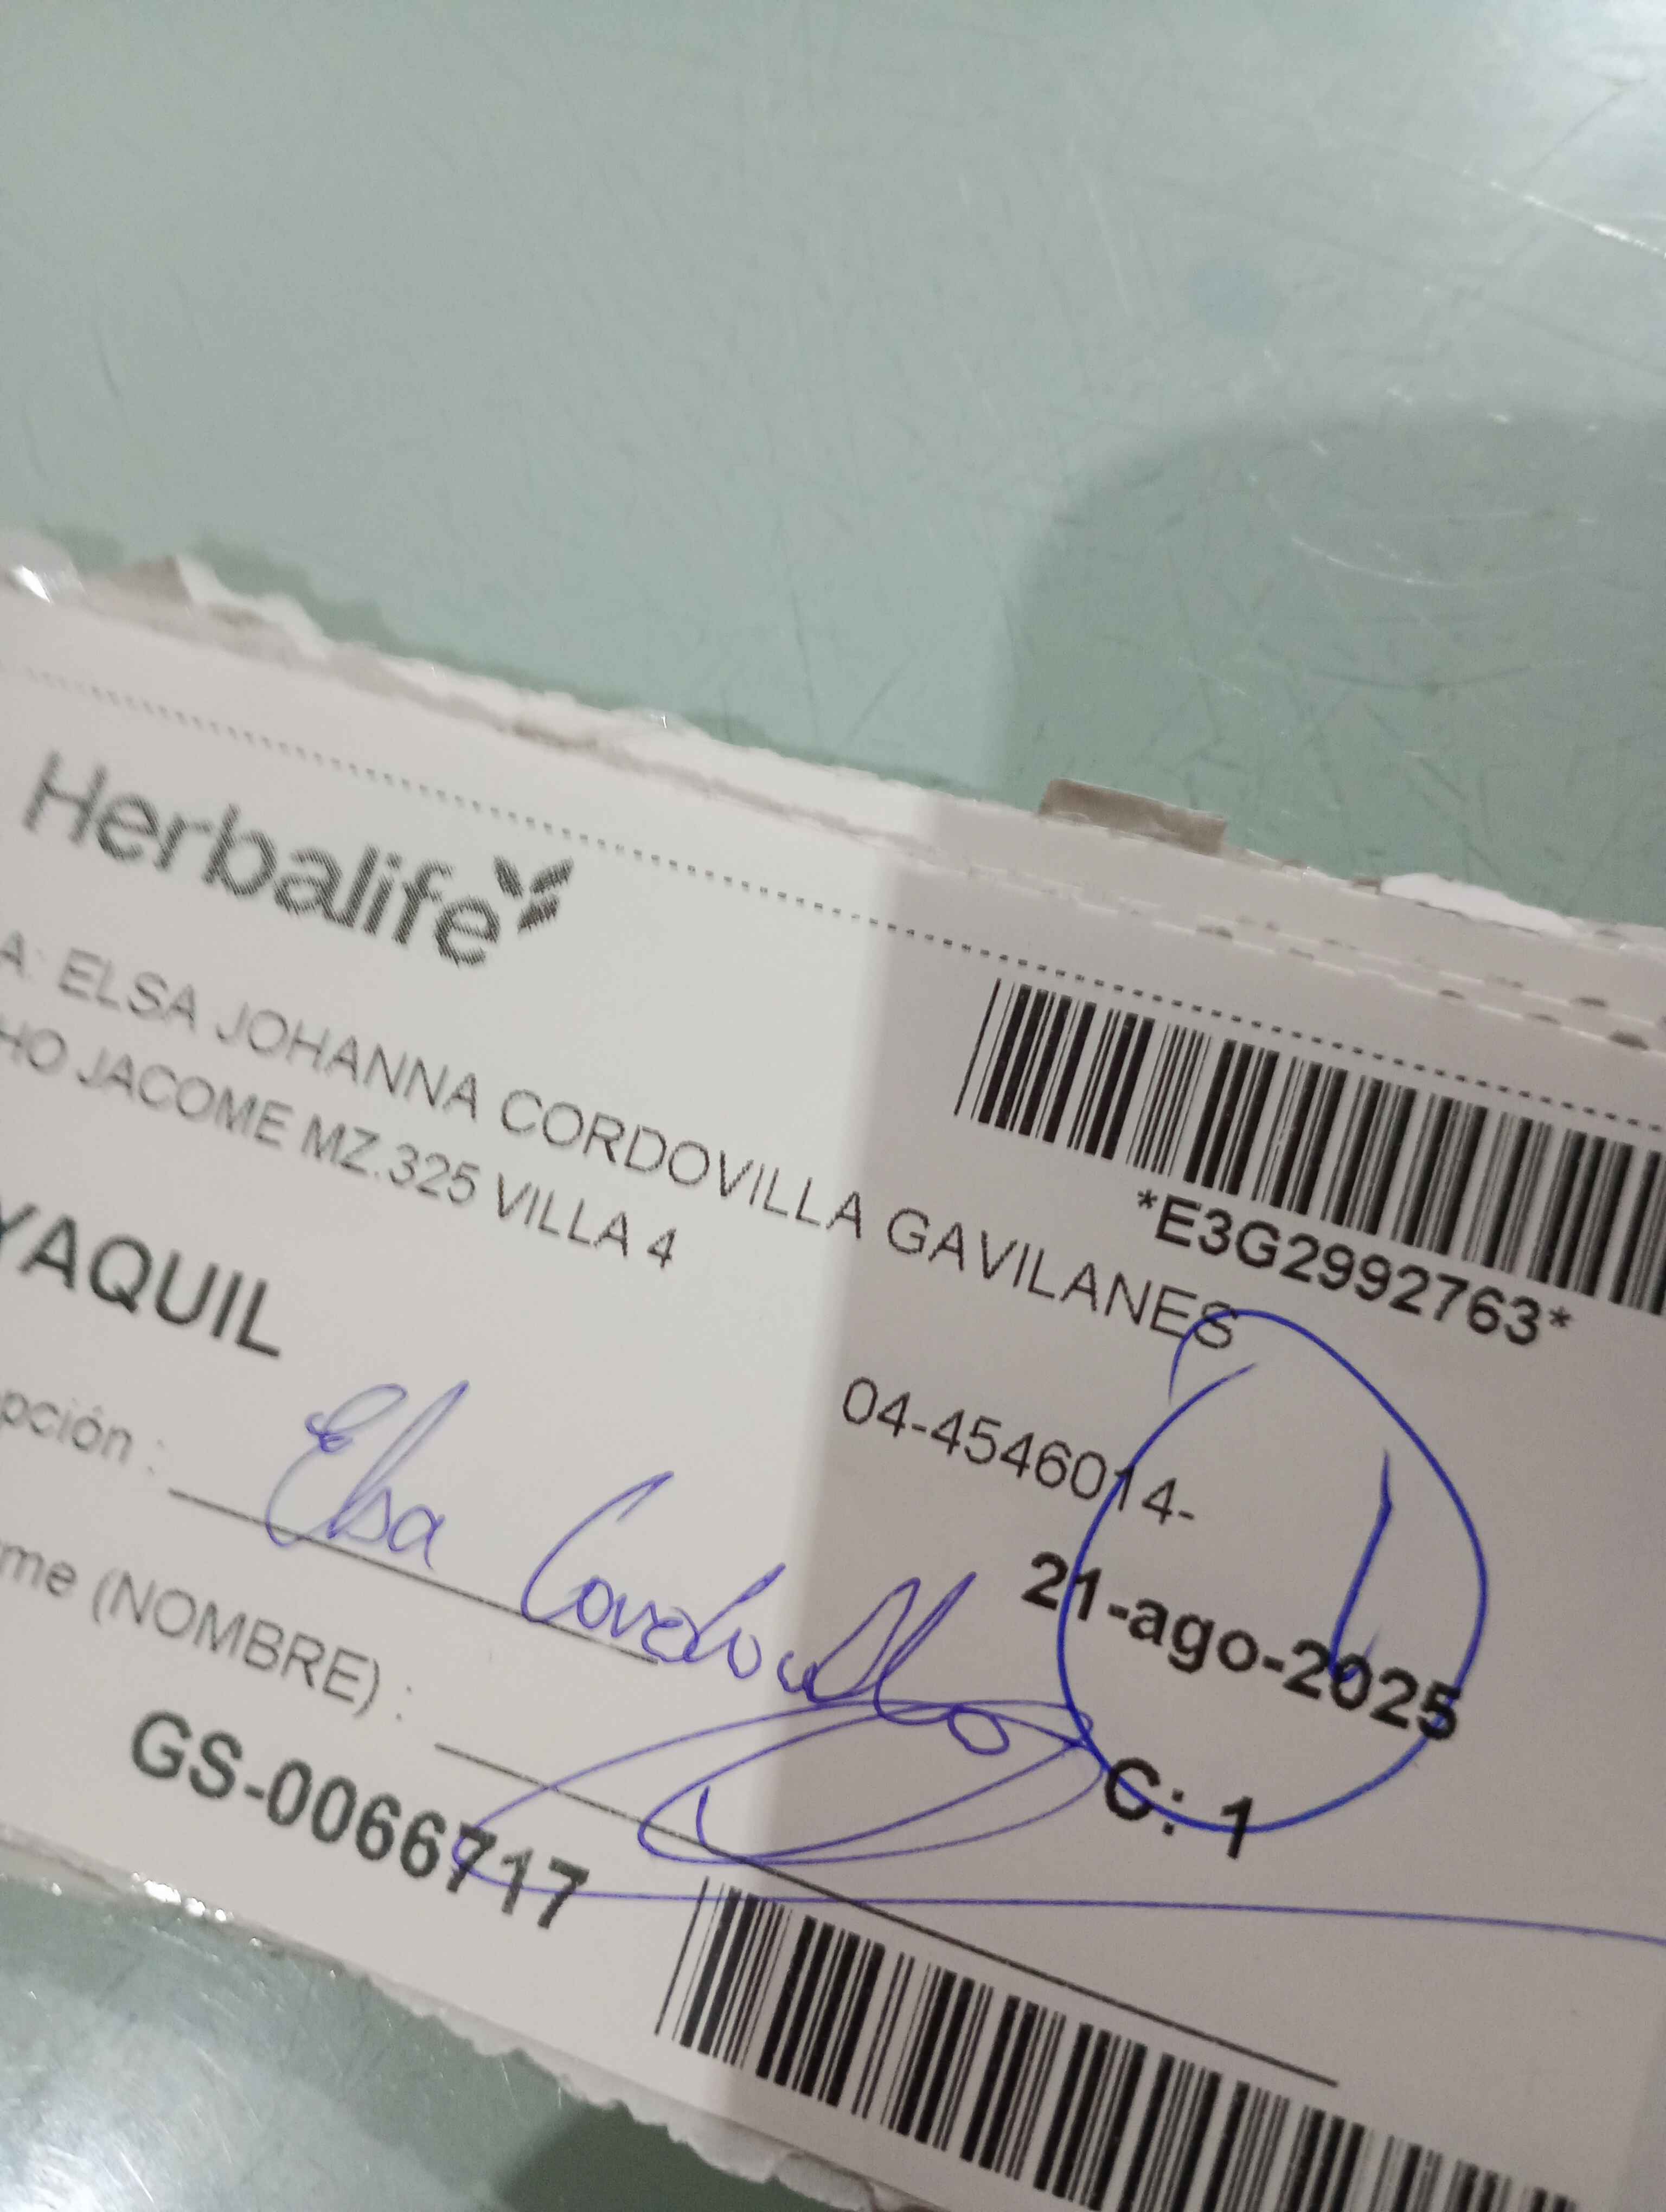 Herbalife
A: ELSA JOHANNA CORDOVILLA GAVILANES
HO JACOME MZ.325 VILLA 4
*E3G2992763*
YAQUIL
04-4546014-
pción : Elsa Cordovilla
21-ago-2025
me (NOMBRE) :
C: 1
GS-0066717